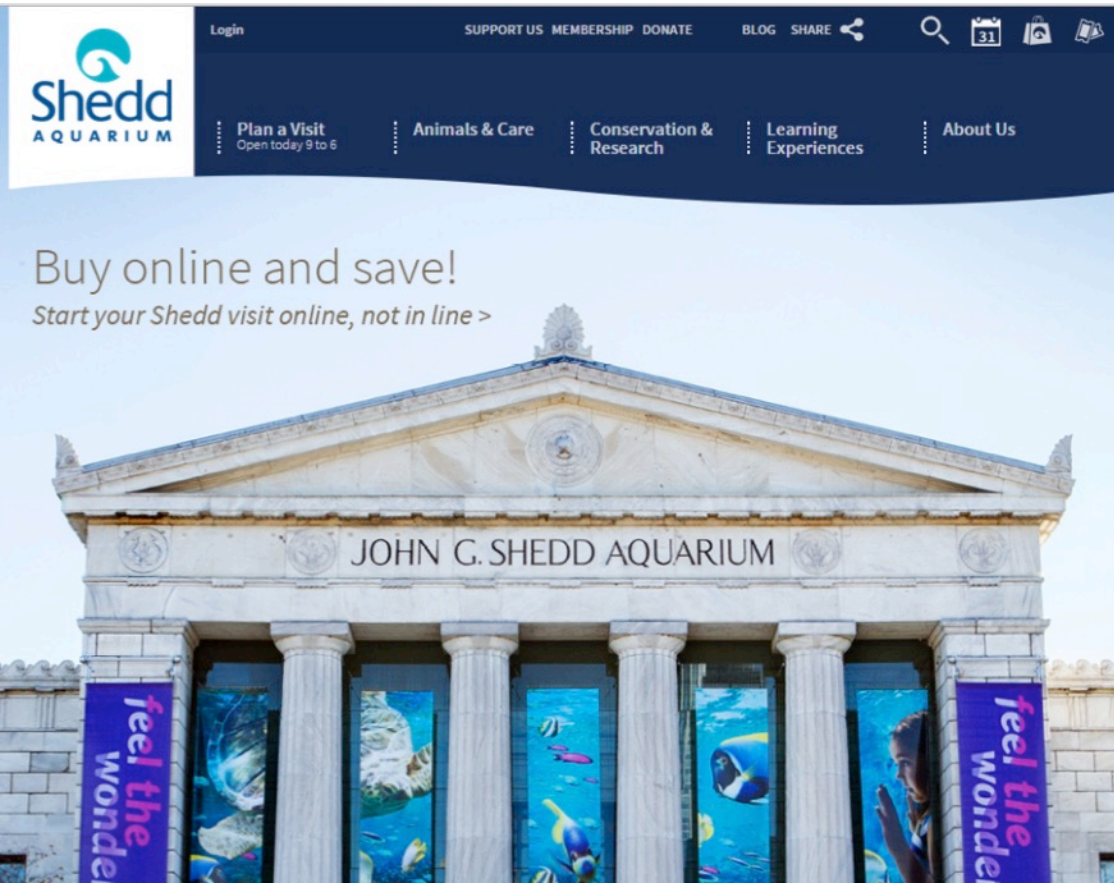 Shedd
AQUARIUM
Login
SUPPORT US MEMBERSHIP DONATE
BLOG SHARE
31
Plan a Visit
Open today 9 to 6
Animals & Care
Conservation &
Research
Learning
Experiences
About Us
Buy online and save!
Start your Shedd visit online, not in line >
JOHN G. SHEDD AQUARIUM
feel the
wonde
feel the
wonde